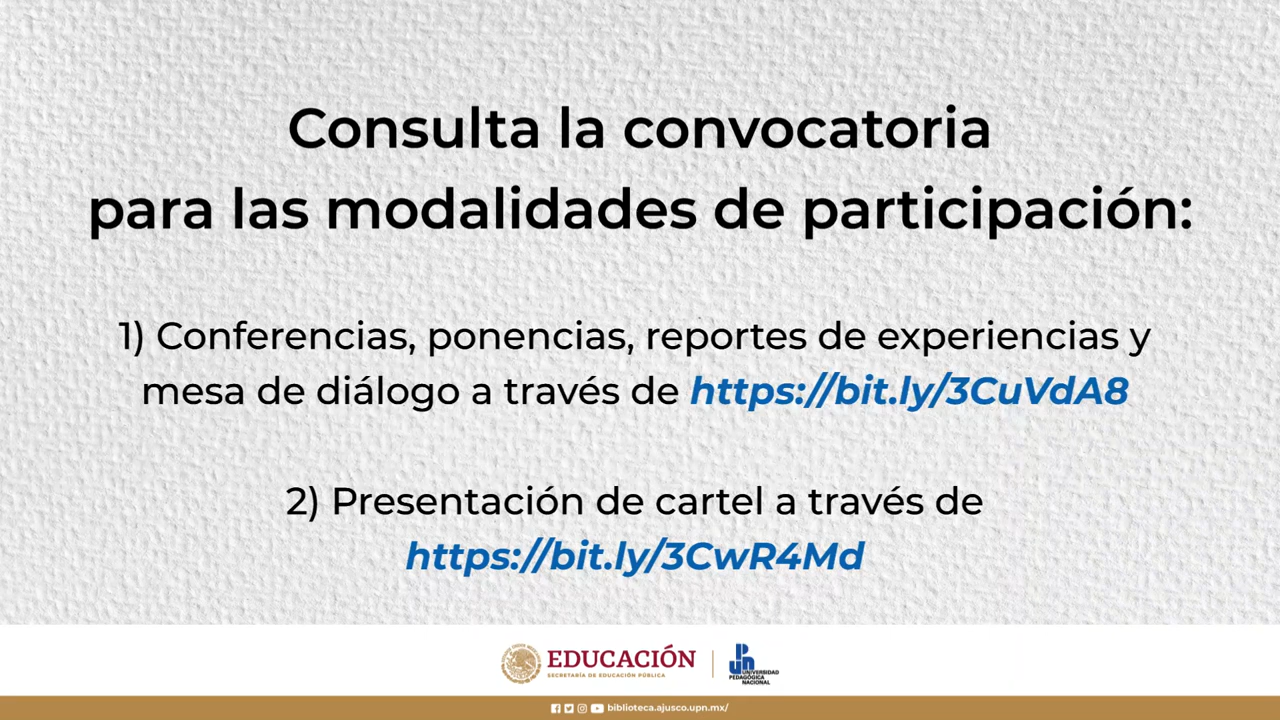 Consulta la convocatoria
para las modalidades de participación:
1) Conferencias, ponencias, reportes de experiencias y
mesa de diálogo a través de https://bit.ly/3CuVdA8
2) Presentación de cartel a través de
https://bit.ly/3CwR4Md
EDUCACIÓN
SECRETARÍA DE EDUCACIÓN PÚBLICA
UNIVERSIDAD
PEDAGÓGICA
NACIONAL
biblioteca.ajusco.upn.mx/